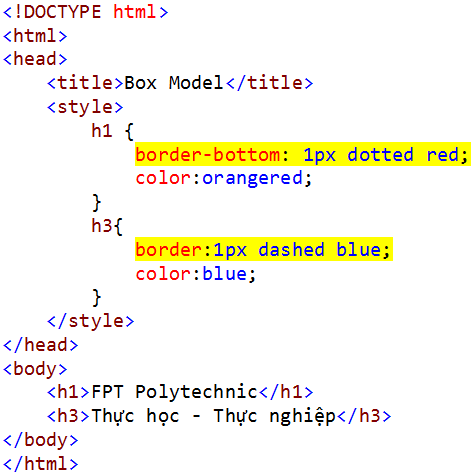 <!DOCTYPE html>
<html>
<head>
    <title>Box Model</title>
    <style>
        h1 {
            border-bottom: 1px dotted red;
            color:orangered;
        }
        h3{
            border:1px dashed blue;
            color:blue;
        }
    </style>
</head>
<body>
    <h1>FPT Polytechnic</h1>
    <h3>Thực học - Thực nghiệp</h3>
</body>
</html>